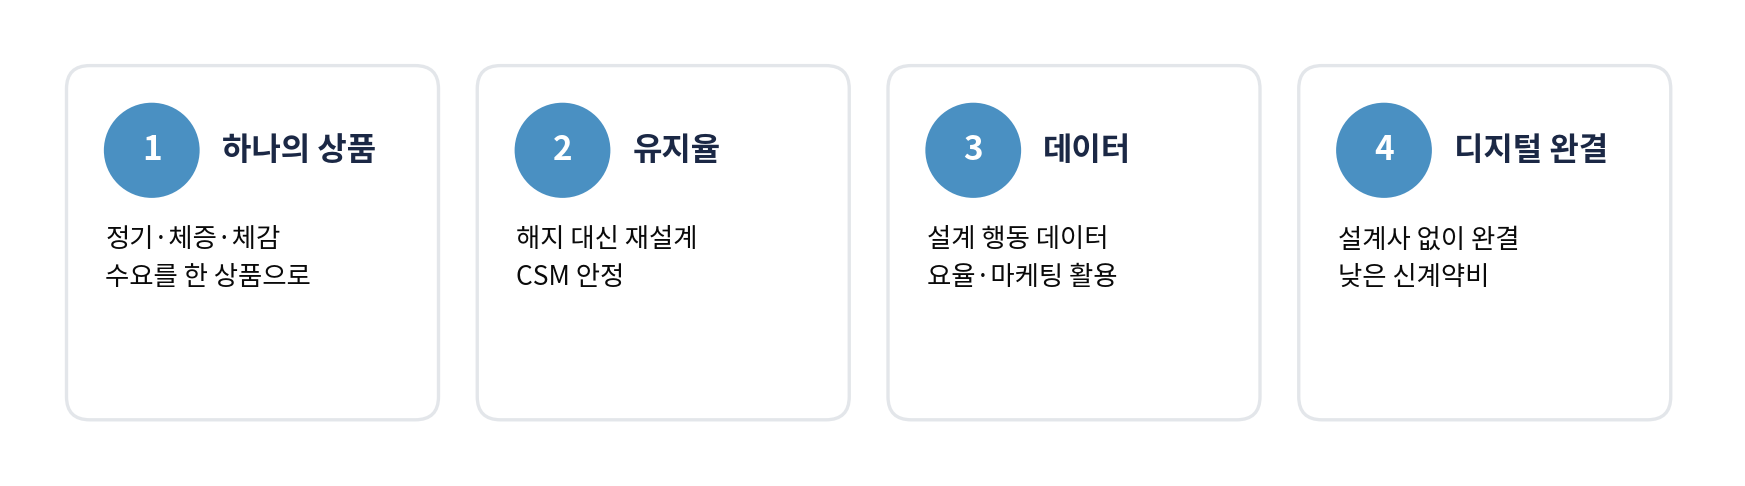 1 하나의 상품
정기·체증·체감
수요를 한 상품으로
2 유지율
해지 대신 재설계
CSM 안정
3 데이터
설계 행동 데이터
요율·마케팅 활용
4 디지털 완결
설계사 없이 완결
낮은 신계약비